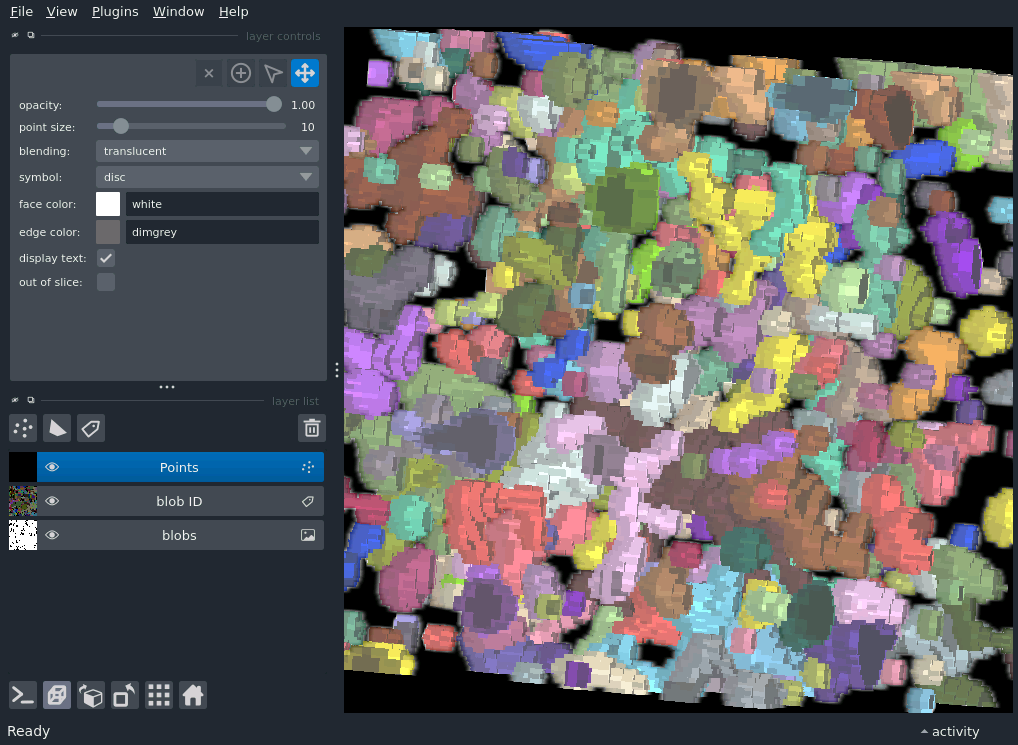 File View Plugins Window Help
layer controls
opacity: 1.00
point size: 10
blending: translucent
symbol: disc
face color: white
edge color: dimgrey
display text:
out of slice:
layer list
Points
blob ID
blobs
Ready
activity